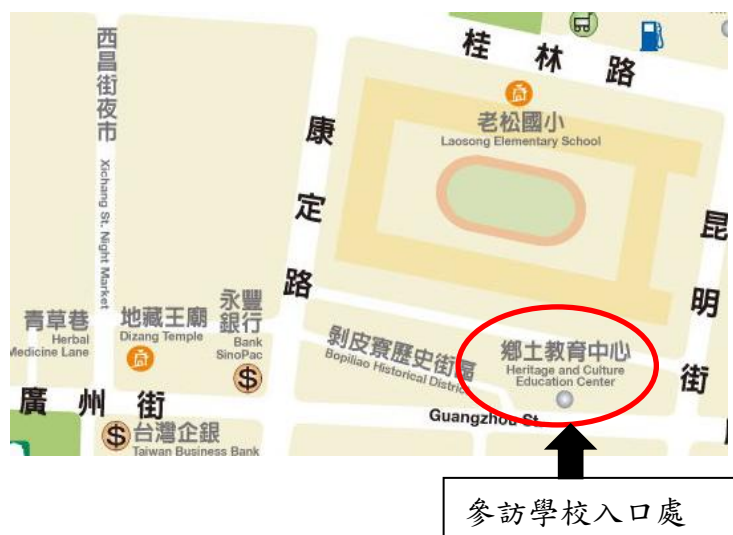 西昌街夜市
Xichang St. Night Market
桂林路
老松國小
Laosong Elementary School
康定路
昆明街
青草巷
Herbal
Medicine Lane
地藏王廟
Dizang Temple
永豐
銀行
Bank
SinoPac
$
剝皮寮歷史街區
Bopiliao Historical District
鄉土教育中心
Heritage and Culture
Education Center
廣州街
Guangzhou St.
$
台灣企銀
Taiwan Business Bank
參訪學校入口處